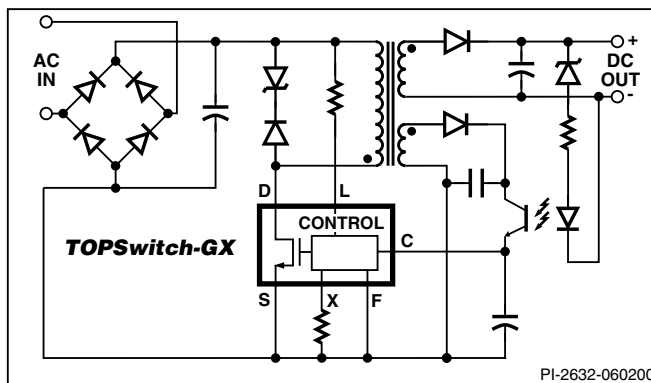 AC
IN
+
DC
OUT
-
D
L
CONTROL
C
TOPSwitch-GX
S
X
F
PI-2632-060200